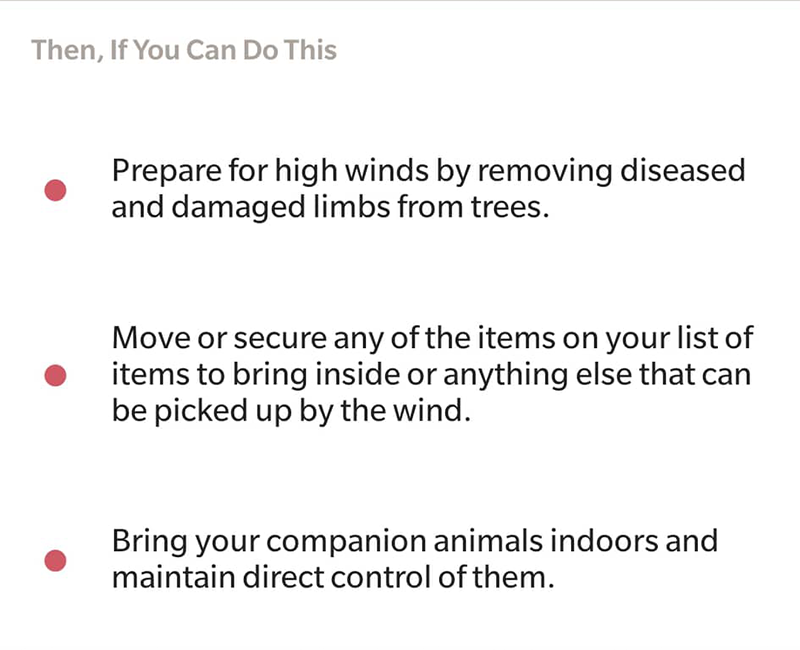 Then, If You Can Do This
Prepare for high winds by removing diseased
and damaged limbs from trees.
Move or secure any of the items on your list of
items to bring inside or anything else that can
be picked up by the wind.
Bring your companion animals indoors and
maintain direct control of them.